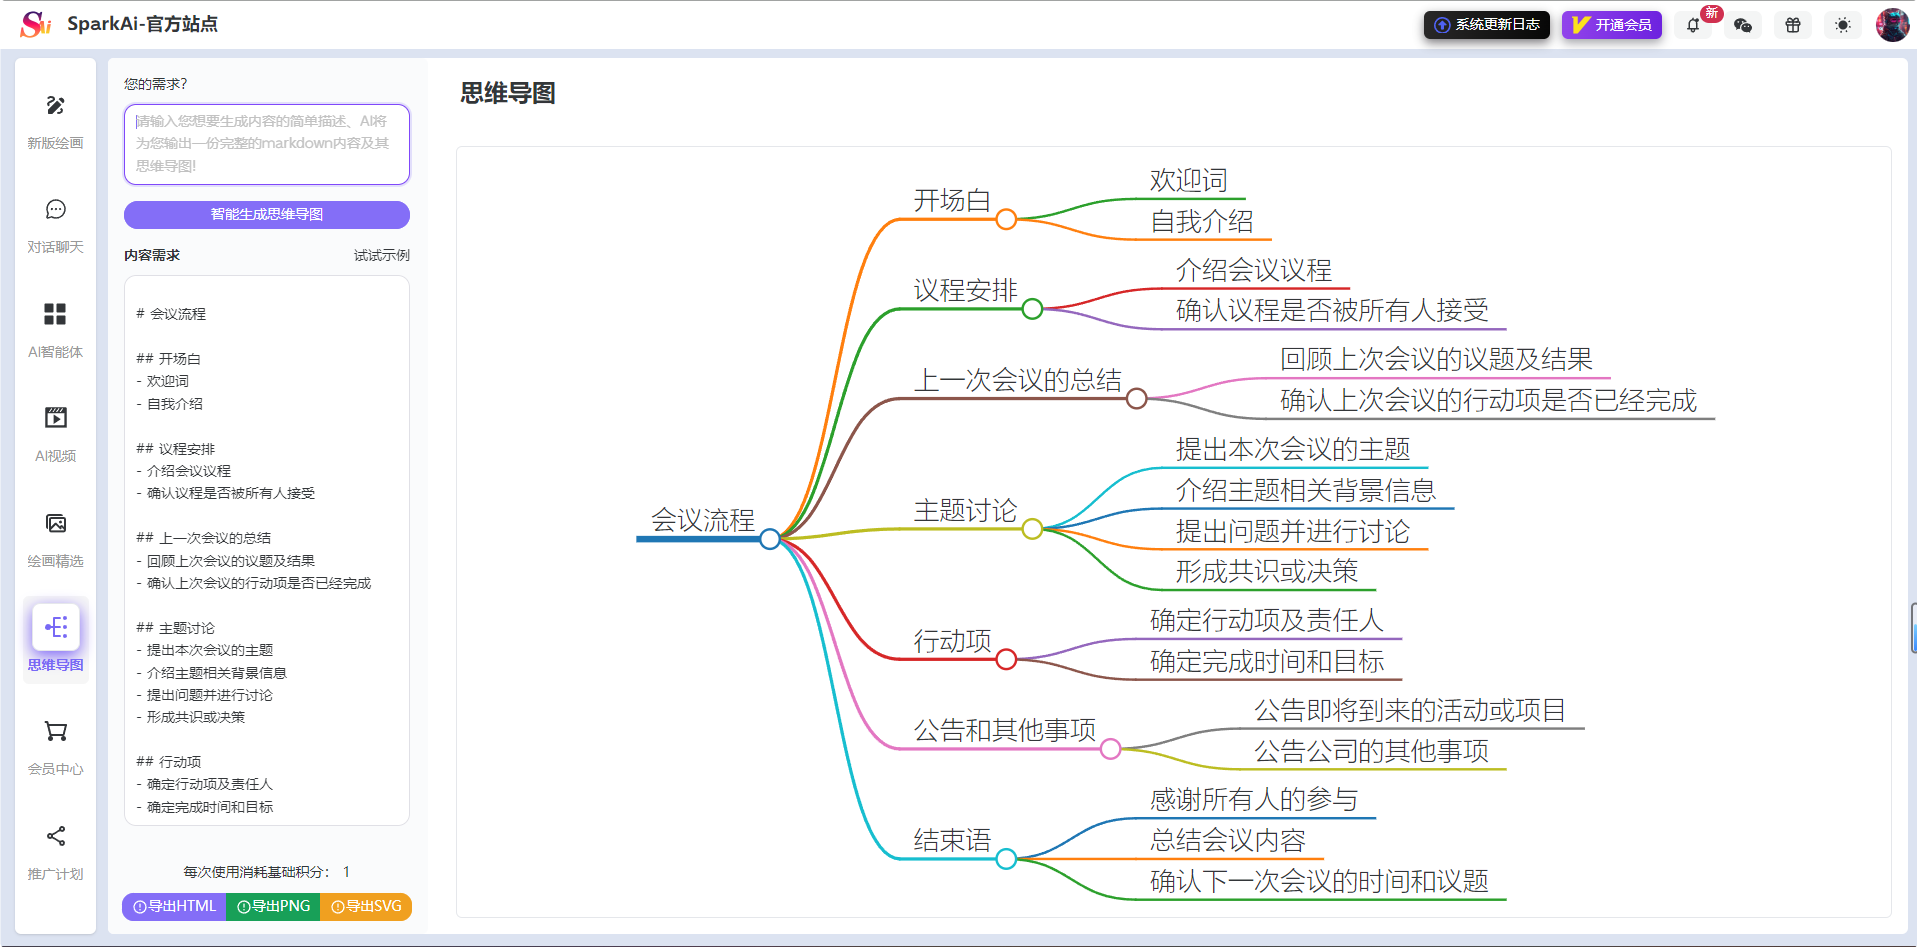 SparkAi-官方站点
系统更新日志
开通会员
新
新版绘画
对话聊天
AI智能体
AI视频
绘画精选
思维导图
会员中心
推广计划
您的需求?
请输入您想要生成内容的简单描述、AI将
为您输出一份完整的markdown内容及其
思维导图!
智能生成思维导图
内容需求
试试示例
# 会议流程
## 开场白
- 欢迎词
- 自我介绍
## 议程安排
- 介绍会议议程
- 确认议程是否被所有人接受
## 上一次会议的总结
- 回顾上次会议的议题及结果
- 确认上次会议的行动项是否已经完成
## 主题讨论
- 提出本次会议的主题
- 介绍主题相关背景信息
- 提出问题并进行讨论
- 形成共识或决策
## 行动项
- 确定行动项及责任人
- 确定完成时间和目标
每次使用消耗基础积分： 1
导出HTML
导出PNG
导出SVG
思维导图
会议流程
开场白
欢迎词
自我介绍
议程安排
介绍会议议程
确认议程是否被所有人接受
上一次会议的总结
回顾上次会议的议题及结果
确认上次会议的行动项是否已经完成
主题讨论
提出本次会议的主题
介绍主题相关背景信息
提出问题并进行讨论
形成共识或决策
行动项
确定行动项及责任人
确定完成时间和目标
公告和其他事项
公告即将到来的活动或项目
公告公司的其他事项
结束语
感谢所有人的参与
总结会议内容
确认下一次会议的时间和议题